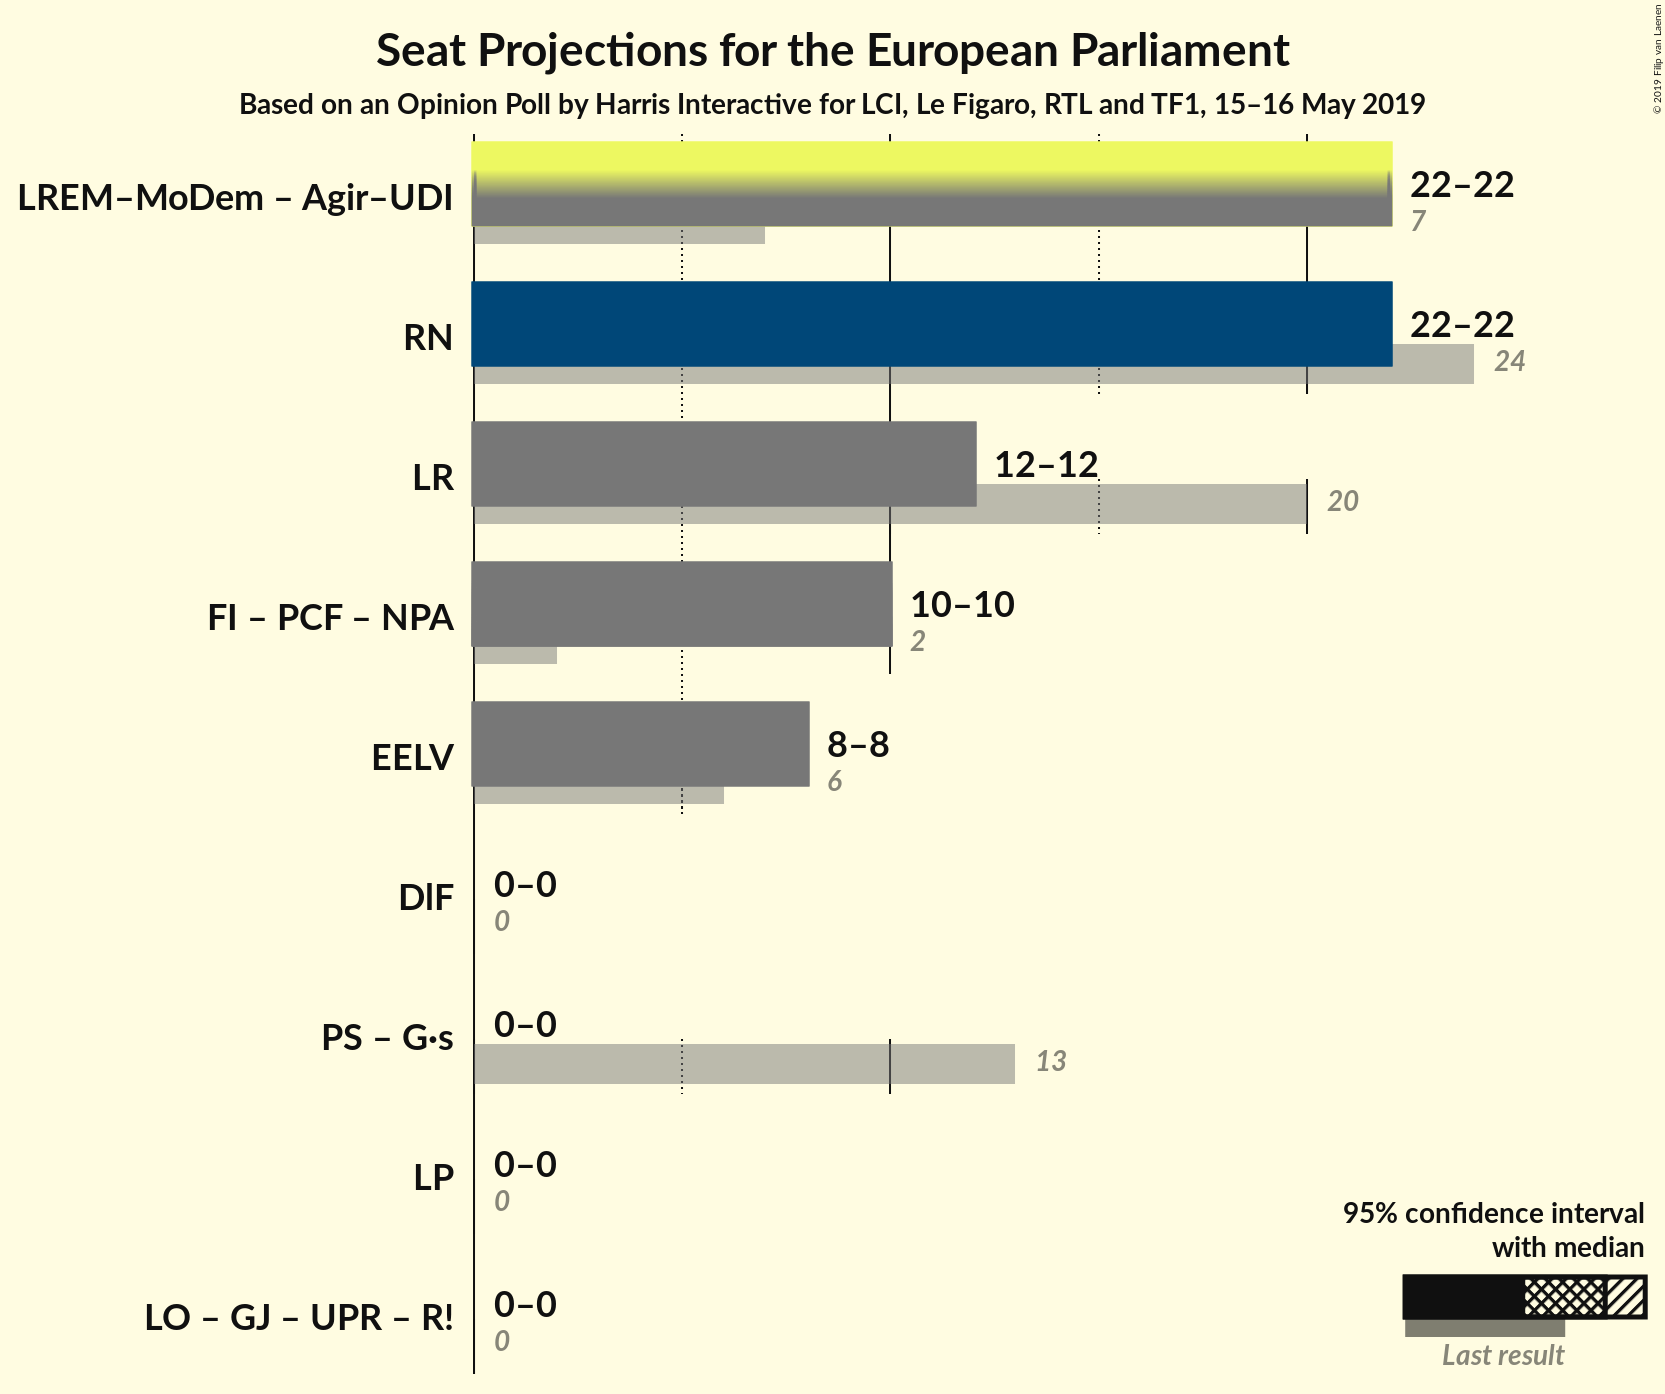 Seat Projections for the European Parliament
Based on an Opinion Poll by Harris Interactive for LCI, Le Figaro, RTL and TF1, 15–16 May 2019
© 2019 Filip van Laenen
LREM–MoDem – Agir–UDI
22–22
7
RN
22–22
24
LR
12–12
20
FI – PCF – NPA
10–10
2
EELV
8–8
6
DlF
0–0
0
PS – G·s
0–0
13
LP
0–0
0
LO – GJ – UPR – R!
0–0
0
95% confidence interval
with median
Last result